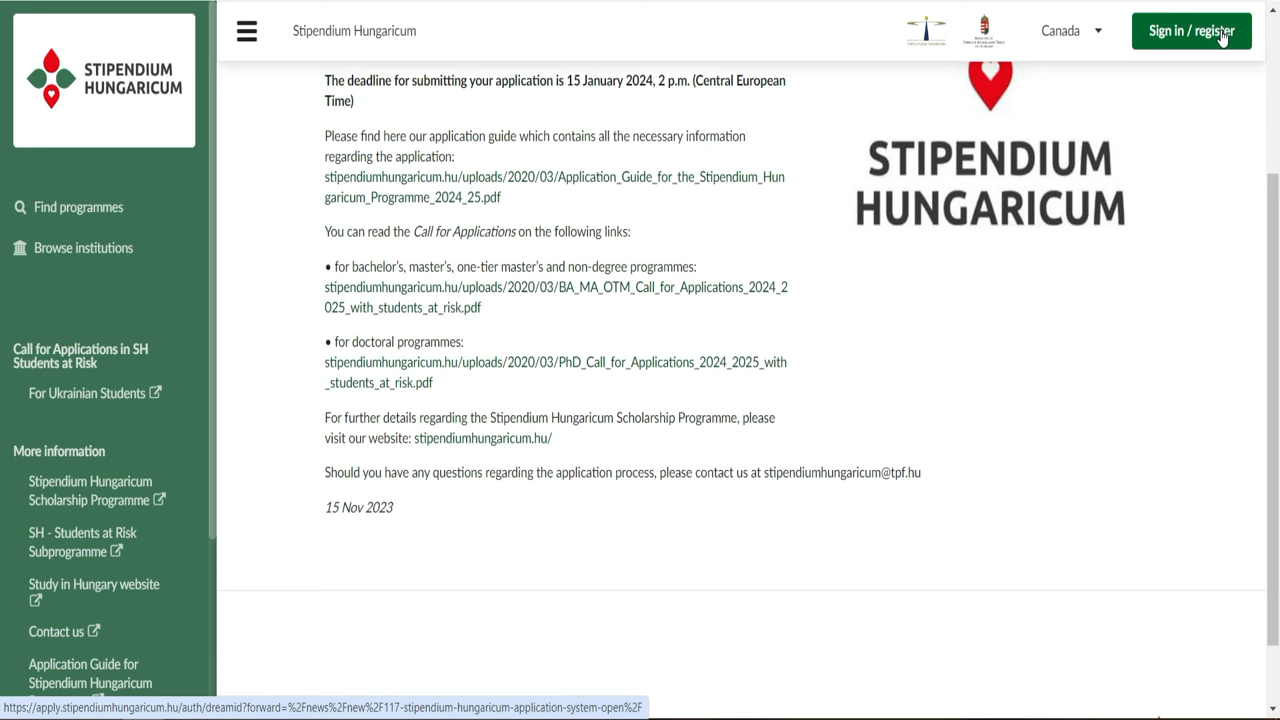 STIPENDIUM
HUNGARICUM
Find programmes
Browse institutions
Call for Applications in SH
Students at Risk
For Ukrainian Students
More information
Stipendium Hungaricum
Scholarship Programme
SH - Students at Risk
Subprogramme
Study in Hungary website
Contact us
Application Guide for
Stipendium Hungaricum
Stipendium Hungaricum
Canada
Sign in / register
The deadline for submitting your application is 15 January 2024, 2 p.m. (Central European
Time)
Please find here our application guide which contains all the necessary information
regarding the application:
stipendiumhungaricum.hu/uploads/2020/03/Application_Guide_for_the_Stipendium_Hun
garicum_Programme_2024_25.pdf
You can read the Call for Applications on the following links:
• for bachelor's, master's, one-tier master's and non-degree programmes:
stipendiumhungaricum.hu/uploads/2020/03/BA_MA_OTM_Call_for_Applications_2024_2
025_with_students_at_risk.pdf
• for doctoral programmes:
stipendiumhungaricum.hu/uploads/2020/03/PhD_Call_for_Applications_2024_2025_with
_students_at_risk.pdf
For further details regarding the Stipendium Hungaricum Scholarship Programme, please
visit our website: stipendiumhungaricum.hu/
Should you have any questions regarding the application process, please contact us at stipendiumhungaricum@tpf.hu
15 Nov 2023
STIPENDIUM
HUNGARICUM
https://apply.stipendiumhungaricum.hu/auth/dreamid?forward=%2Fnews%2Fnew%2F117-stipendium-hungaricum-application-system-open%2F